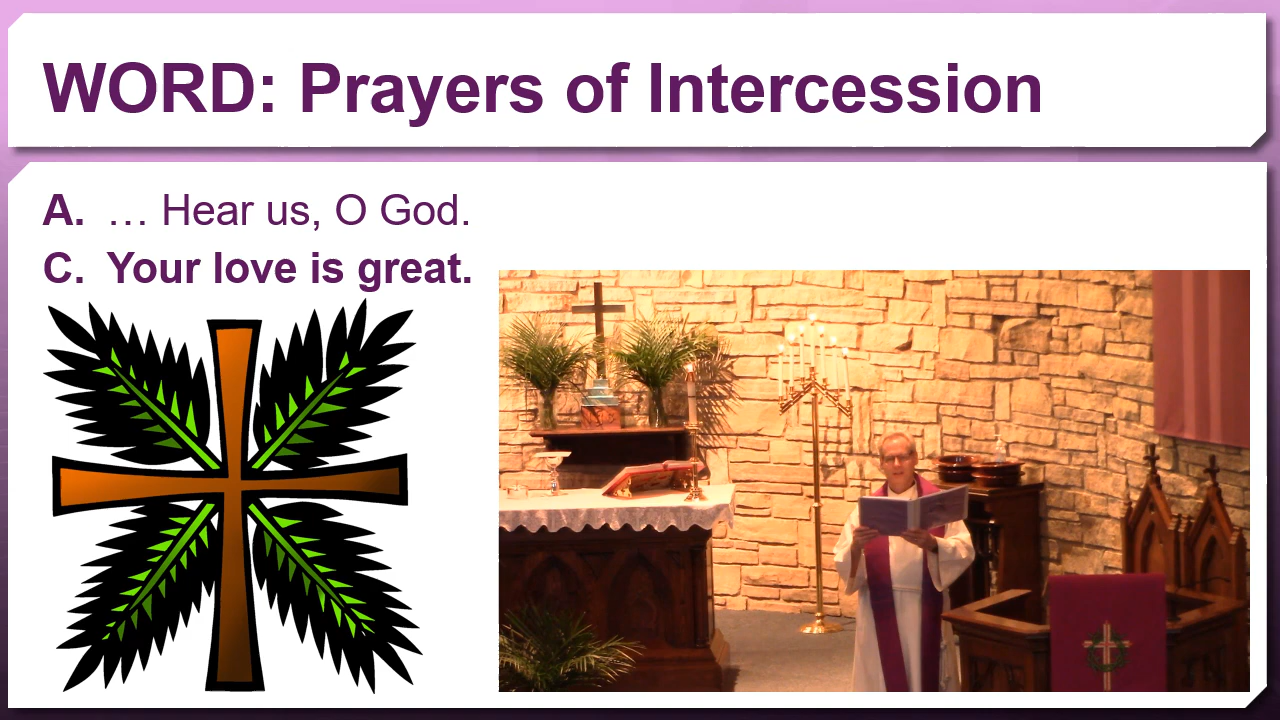 WORD: Prayers of Intercession
A. … Hear us, O God.
C. Your love is great.